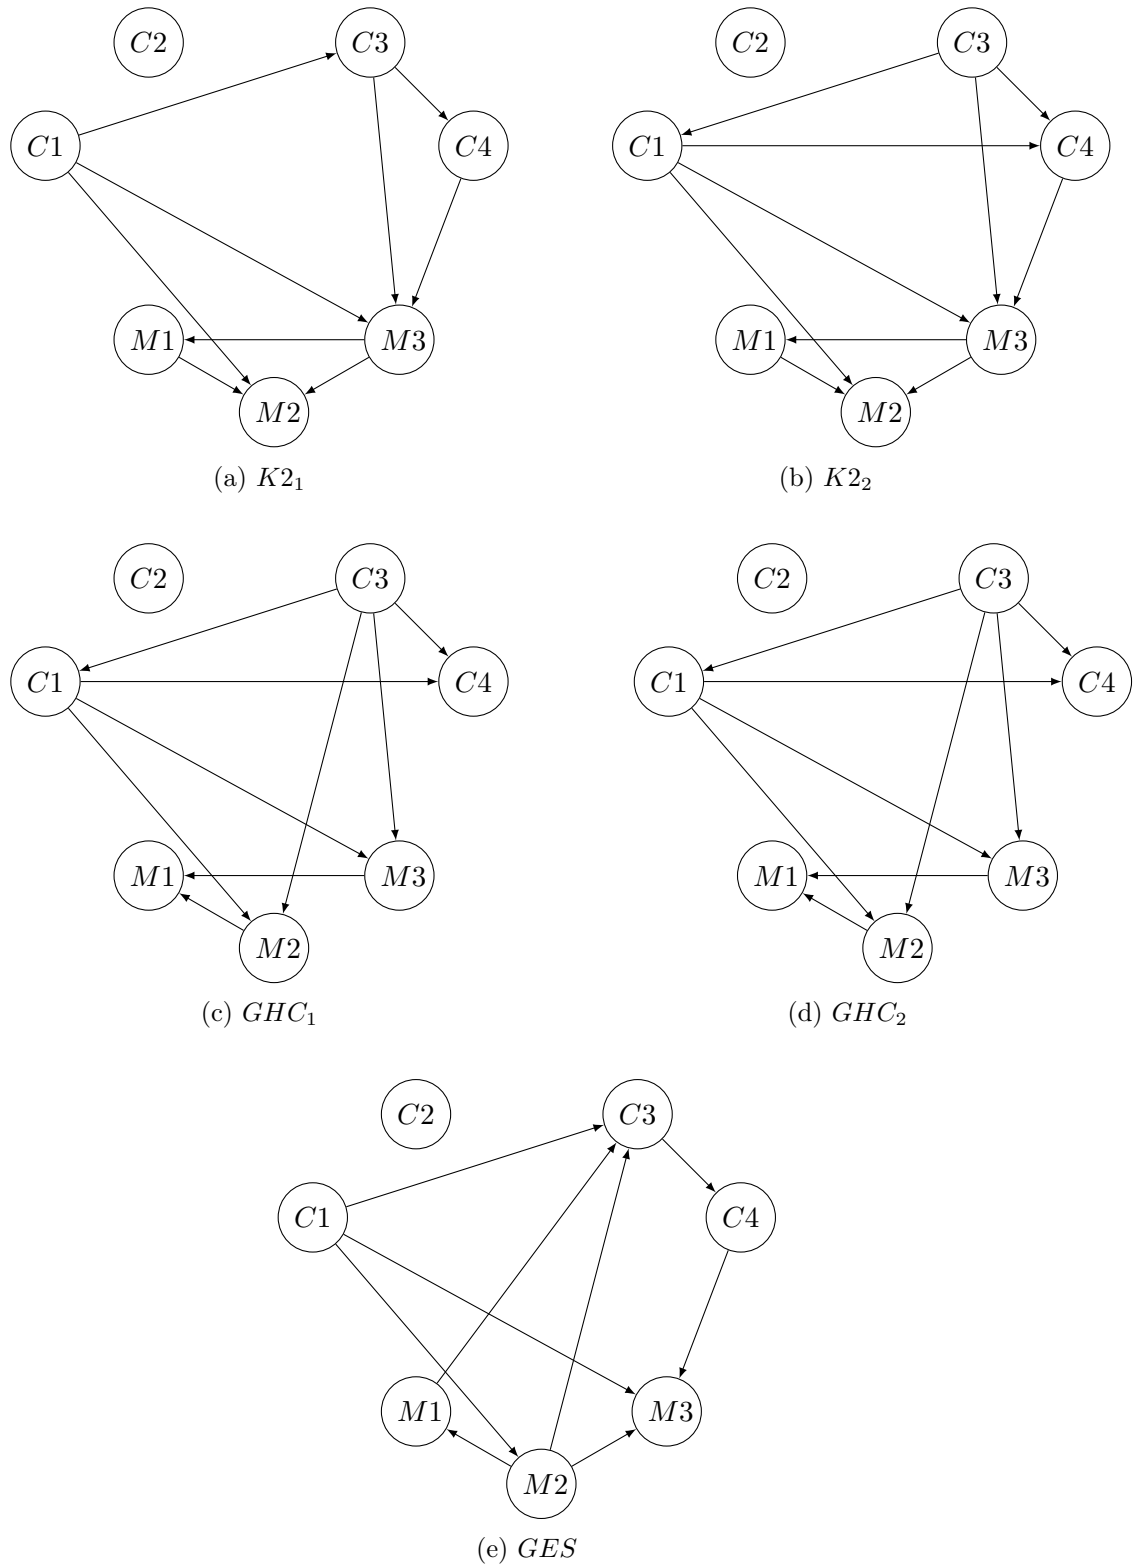 C2 C3 C2 C3
C1 C4 C1 C4
M1 M3 M1 M3
M2 M2
(a) K2₁ (b) K2₂
C2 C3 C2 C3
C1 C4 C1 C4
M1 M3 M1 M3
M2 M2
(c) GHC₁ (d) GHC₂
C2 C3
C1 C4
M1 M3
M2
(e) GES